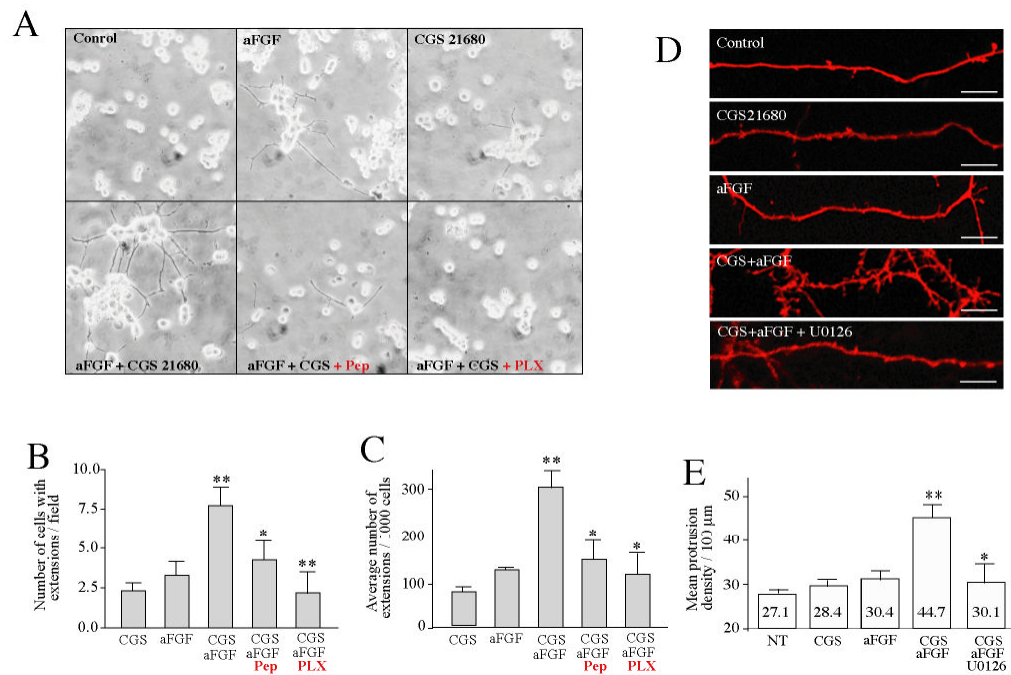 A
Conrol
aFGF
CGS 21680
aFGF + CGS 21680
aFGF + CGS + Pep
aFGF + CGS + PLX
D
Control
CGS21680
aFGF
CGS+aFGF
CGS+aFGF + U0126
B
Number of cells with
extensions / field
10.0
7.5
5.0
2.5
0.0
**
*
**
CGS
aFGF
CGS
aFGF
CGS
aFGF
Pep
CGS
aFGF
PLX
C
Average number of
extensions / 1000 cells
300
200
100
0
**
*
*
CGS
aFGF
CGS
aFGF
CGS
aFGF
Pep
CGS
aFGF
PLX
E
Mean protrusion
density / 100 µm
50
40
30
20
**
*
27.1
28.4
30.4
44.7
30.1
NT
CGS
aFGF
CGS
aFGF
CGS
aFGF
U0126